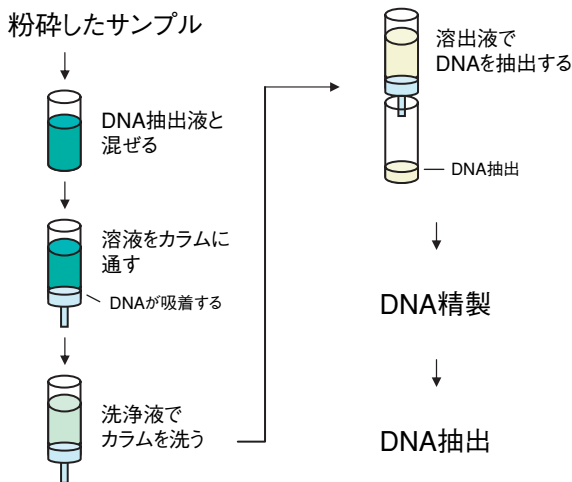 粉砕したサンプル
DNA抽出液と
混ぜる
溶液をカラムに
通す
DNAが吸着する
洗浄液で
カラムを洗う
溶出液で
DNAを抽出する
DNA抽出
DNA精製
DNA抽出